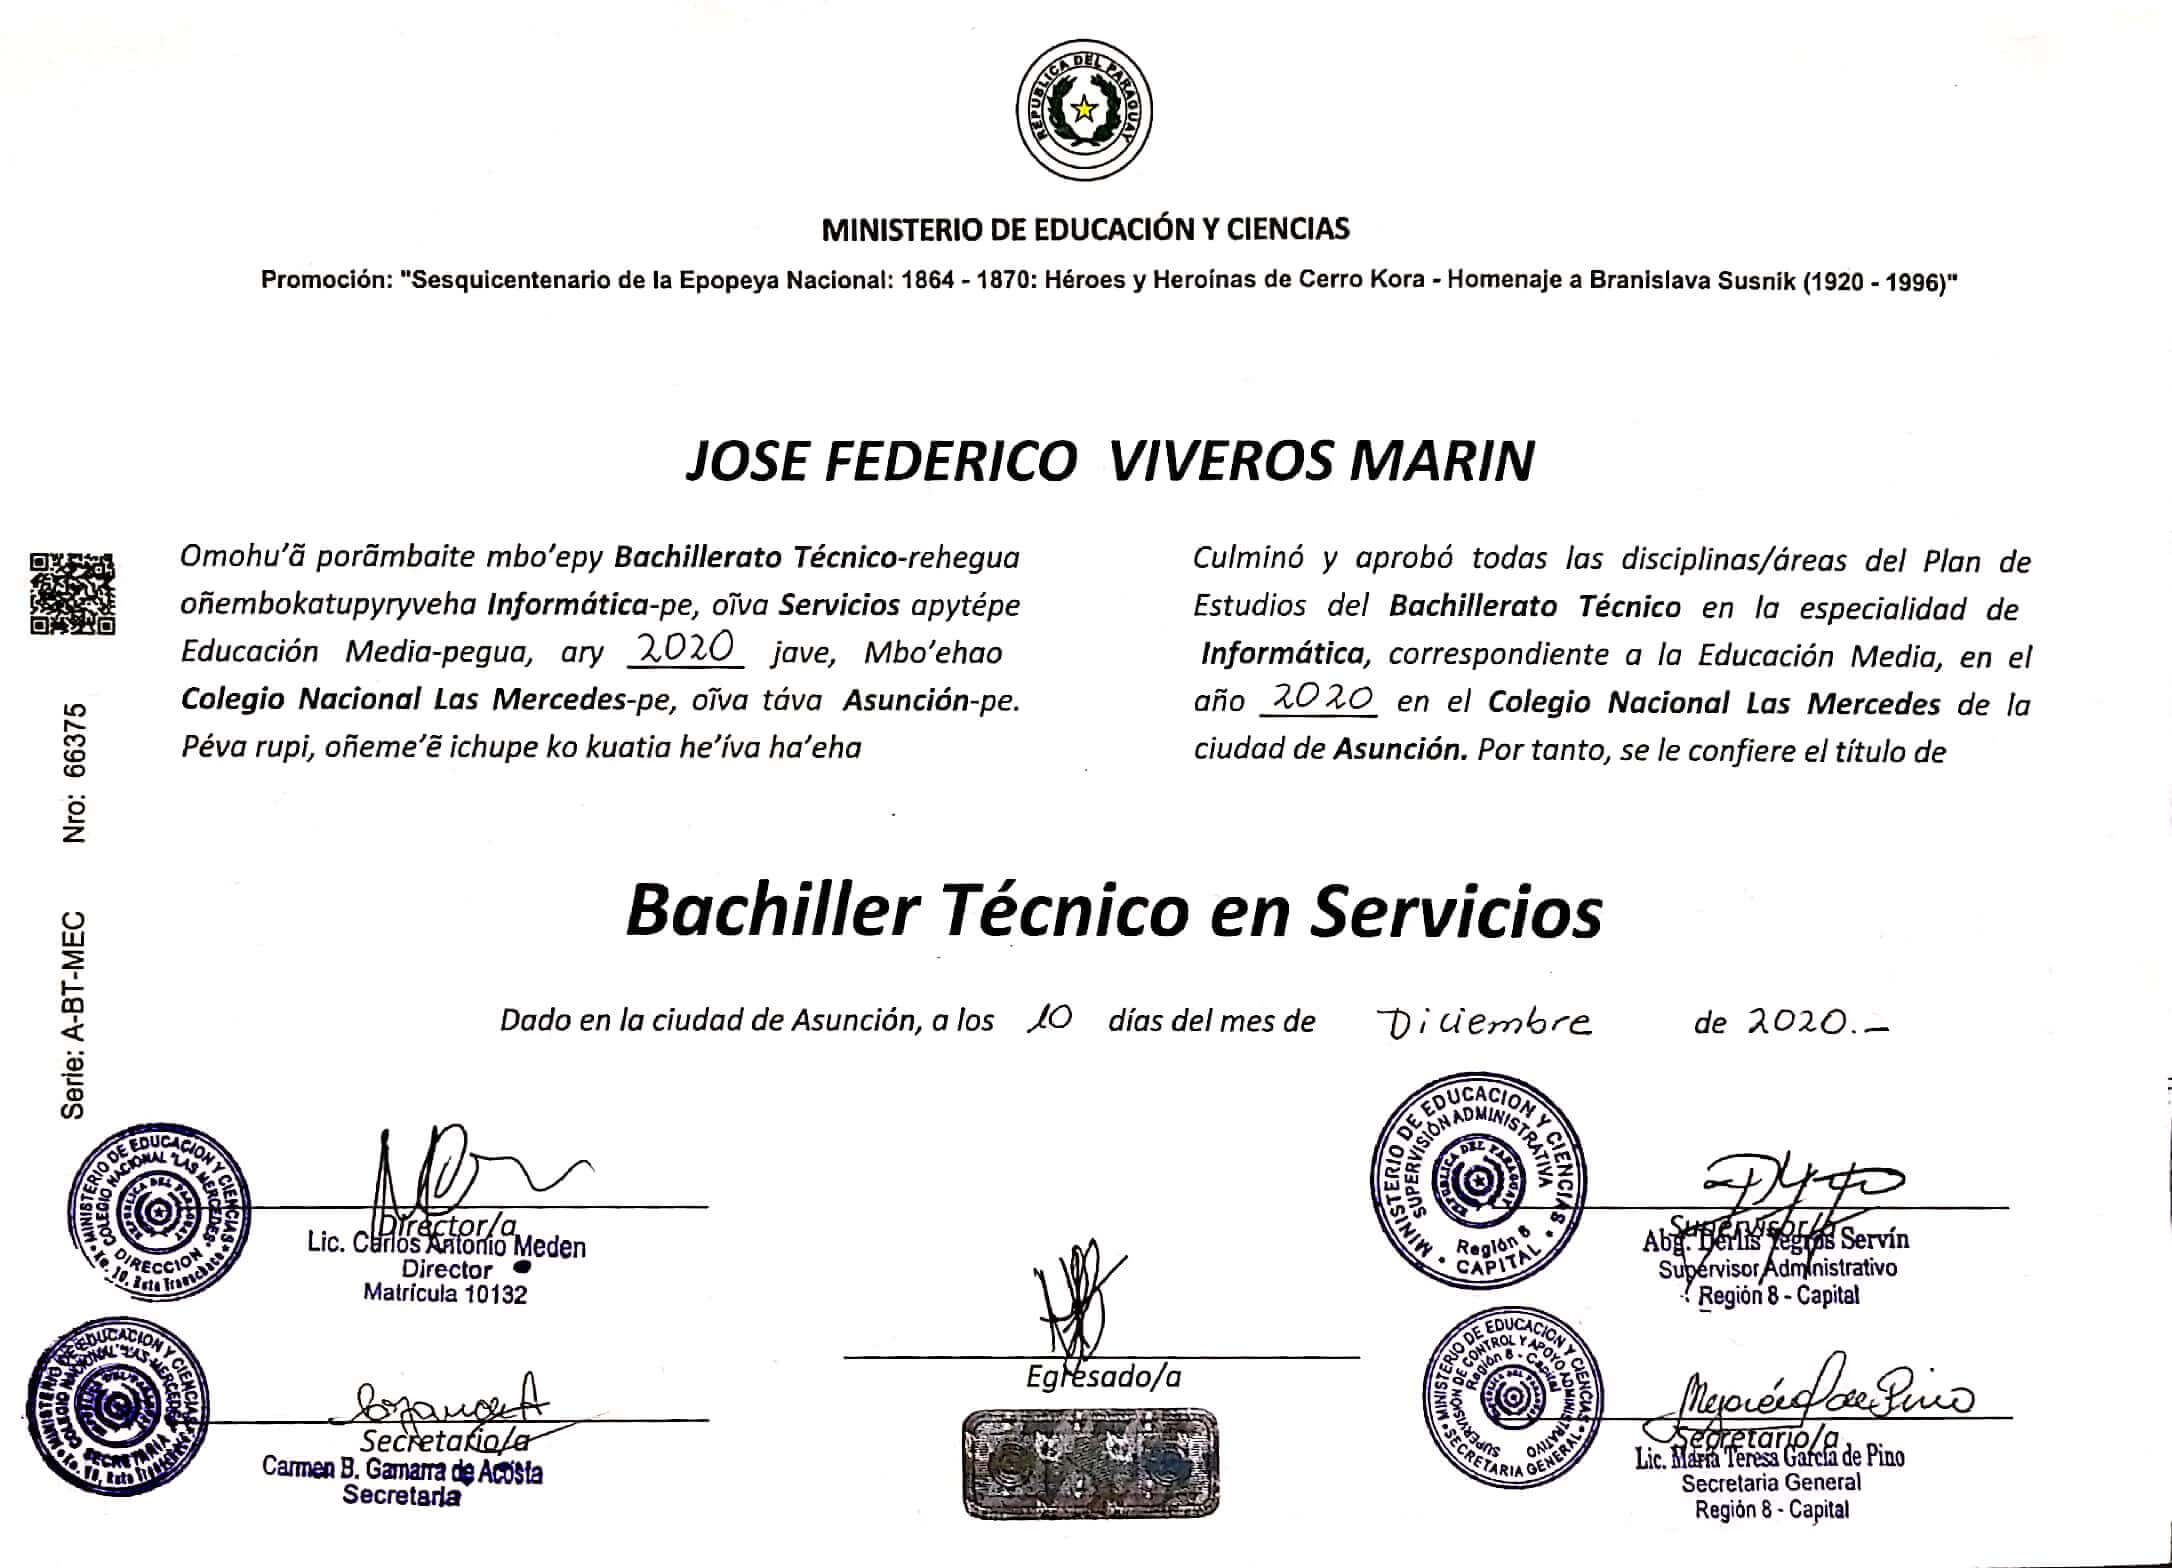 REPUBLICA DEL PARAGUAY
MINISTERIO DE EDUCACIÓN Y CIENCIAS
Promoción: "Sesquicentenario de la Epopeya Nacional: 1864 - 1870: Héroes y Heroínas de Cerro Kora - Homenaje a Branislava Susnik (1920 - 1996)"
JOSE FEDERICO VIVEROS MARIN
Omohu'ã porãmbaite mbo'epy Bachillerato Técnico-rehegua
oñembokatupyryveha Informática-pe, oĩva Servicios apytépe
Educación Media-pegua, ary 2020 jave, Mbo'ehao
Colegio Nacional Las Mercedes-pe, oĩva táva Asunción-pe.
Péva rupi, oñeme'ẽ ichupe ko kuatia he'íva ha'eha
Culminó y aprobó todas las disciplinas/áreas del Plan de
Estudios del Bachillerato Técnico en la especialidad de
Informática, correspondiente a la Educación Media, en el
año 2020 en el Colegio Nacional Las Mercedes de la
ciudad de Asunción. Por tanto, se le confiere el título de
Serie: A-BT-MEC Nro: 66375
Bachiller Técnico en Servicios
Dado en la ciudad de Asunción, a los 10 días del mes de Diciembre de 2020.-
MINISTERIO DE EDUCACION Y CIENCIAS
COLEGIO NACIONAL "LAS MERCEDES"
REPUBLICA DEL PARAGUAY
DIRECCION
Director/a
Lic. Carlos Antonio Meden
Director
Matrícula 10132
MINISTERIO DE EDUCACION Y CIENCIAS
SUPERVISIÓN ADMINISTRATIVA
REPUBLICA DEL PARAGUAY
Región 8
CAPITAL
Supervisor/a
Abg. Derlis Yegros Servín
Supervisor Administrativo
Región 8 - Capital
MINISTERIO DE EDUCACION Y CIENCIAS
COLEGIO NACIONAL "LAS MERCEDES"
SECRETARIA
Secretario/a
Carmen B. Gamarra de Acosta
Secretaria
Egresado/a
MINISTERIO DE EDUCACION Y CIENCIAS
SUPERVISIÓN DE CONTROL Y APOYO ADMINISTRATIVO
Región 8 - Capital
SECRETARIA GENERAL
Secretario/a
Lic. María Teresa García de Pino
Secretaria General
Región 8 - Capital